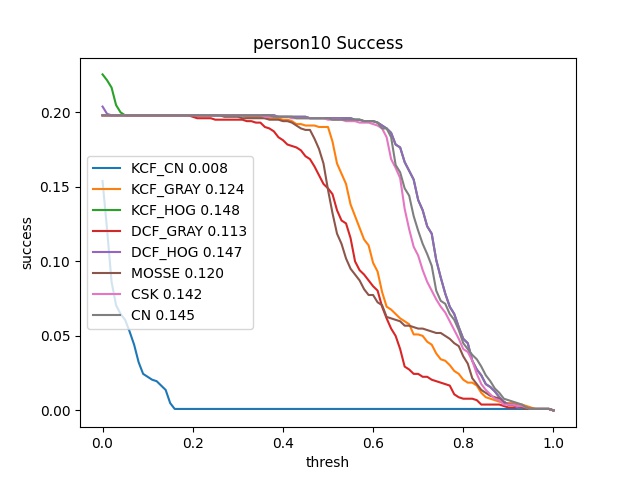 person10 Success
0.20
0.15
0.10
0.05
0.00
success
KCF_CN 0.008
KCF_GRAY 0.124
KCF_HOG 0.148
DCF_GRAY 0.113
DCF_HOG 0.147
MOSSE 0.120
CSK 0.142
CN 0.145
0.0 0.2 0.4 0.6 0.8 1.0
thresh